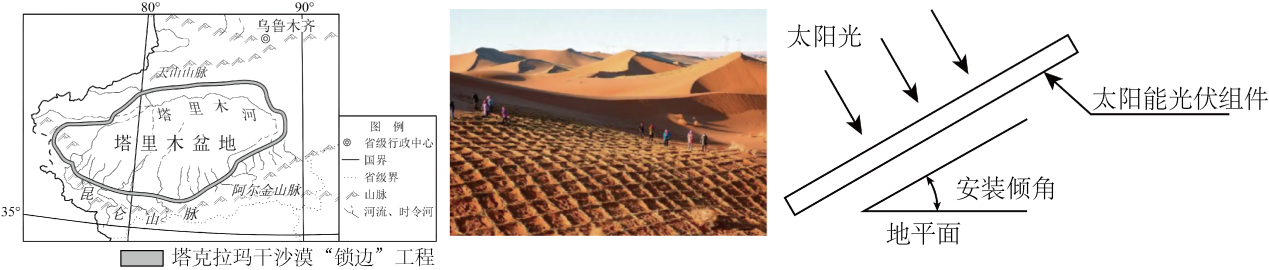 80°
90°
乌鲁木齐
天山山脉
塔里木河
塔里木盆地
阿尔金山脉
昆仑山脉
35°
图 例
省级行政中心
国界
省级界
山脉
河流、时令河
塔克拉玛干沙漠“锁边”工程
太阳光
太阳能光伏组件
安装倾角
地平面